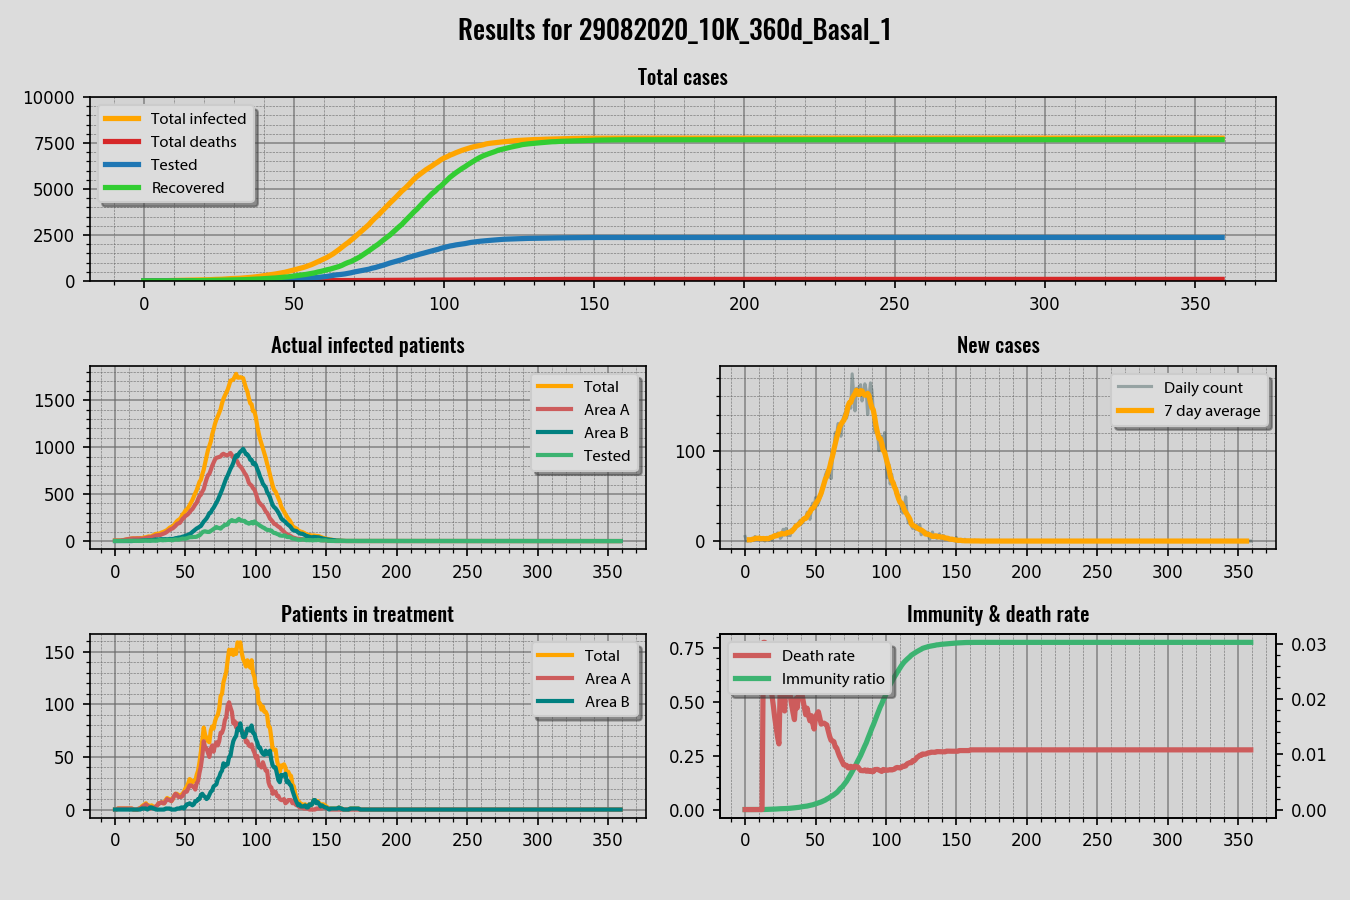 Results for 29082020_10K_360d_Basal_1
Total cases
10000
7500
5000
2500
0
Total infected
Total deaths
Tested
Recovered
0 50 100 150 200 250 300 350
Actual infected patients
1500
1000
500
0
Total
Area A
Area B
Tested
0 50 100 150 200 250 300 350
New cases
100
0
Daily count
7 day average
0 50 100 150 200 250 300 350
Patients in treatment
150
100
50
0
Total
Area A
Area B
0 50 100 150 200 250 300 350
Immunity & death rate
0.75
0.50
0.25
0.00
Death rate
Immunity ratio
0.03
0.02
0.01
0.00
0 50 100 150 200 250 300 350